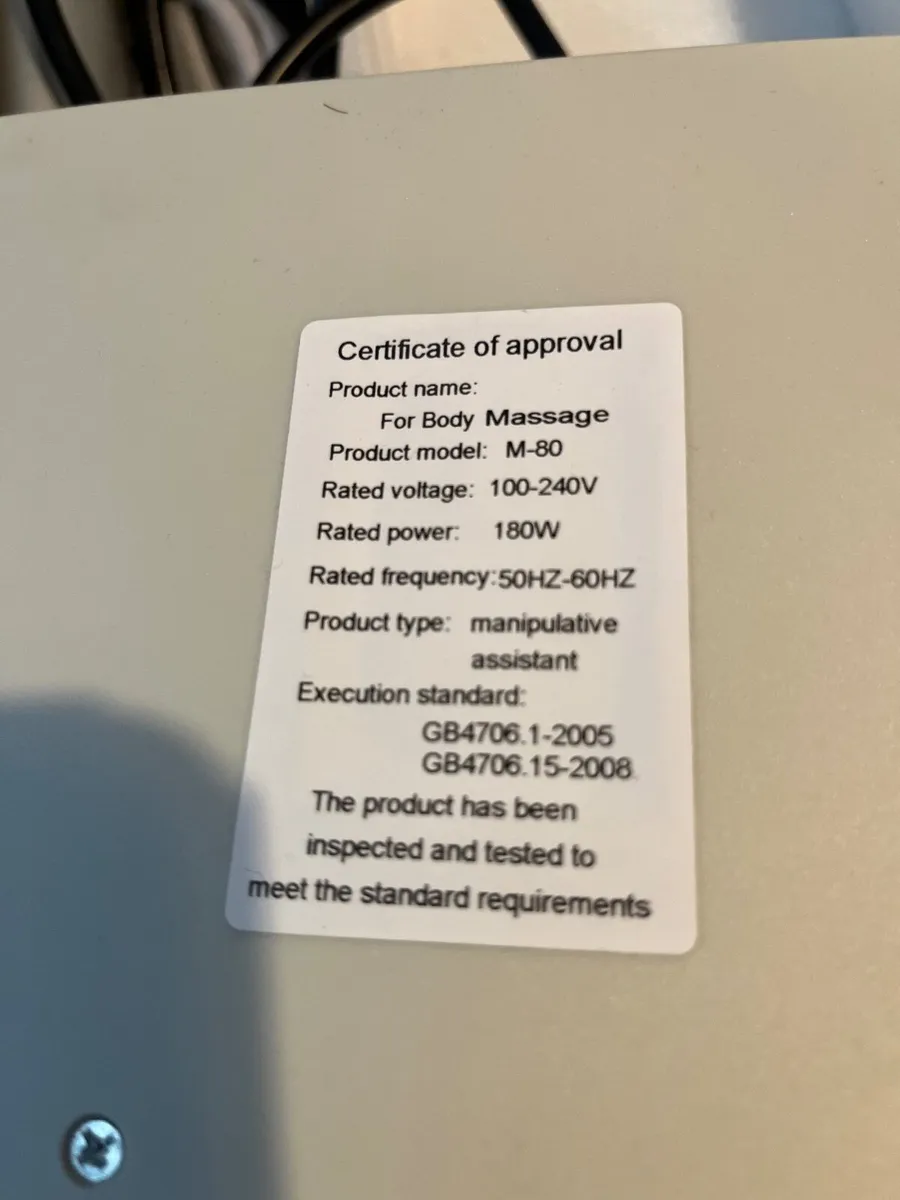 Certificate of approval
Product name:
For Body Massage
Product model: M-80
Rated voltage: 100-240V
Rated power: 180W
Rated frequency:50HZ-60HZ
Product type: manipulative
assistant
Execution standard:
GB4706.1-2005
GB4706.15-2008
The product has been
inspected and tested to
meet the standard requirements